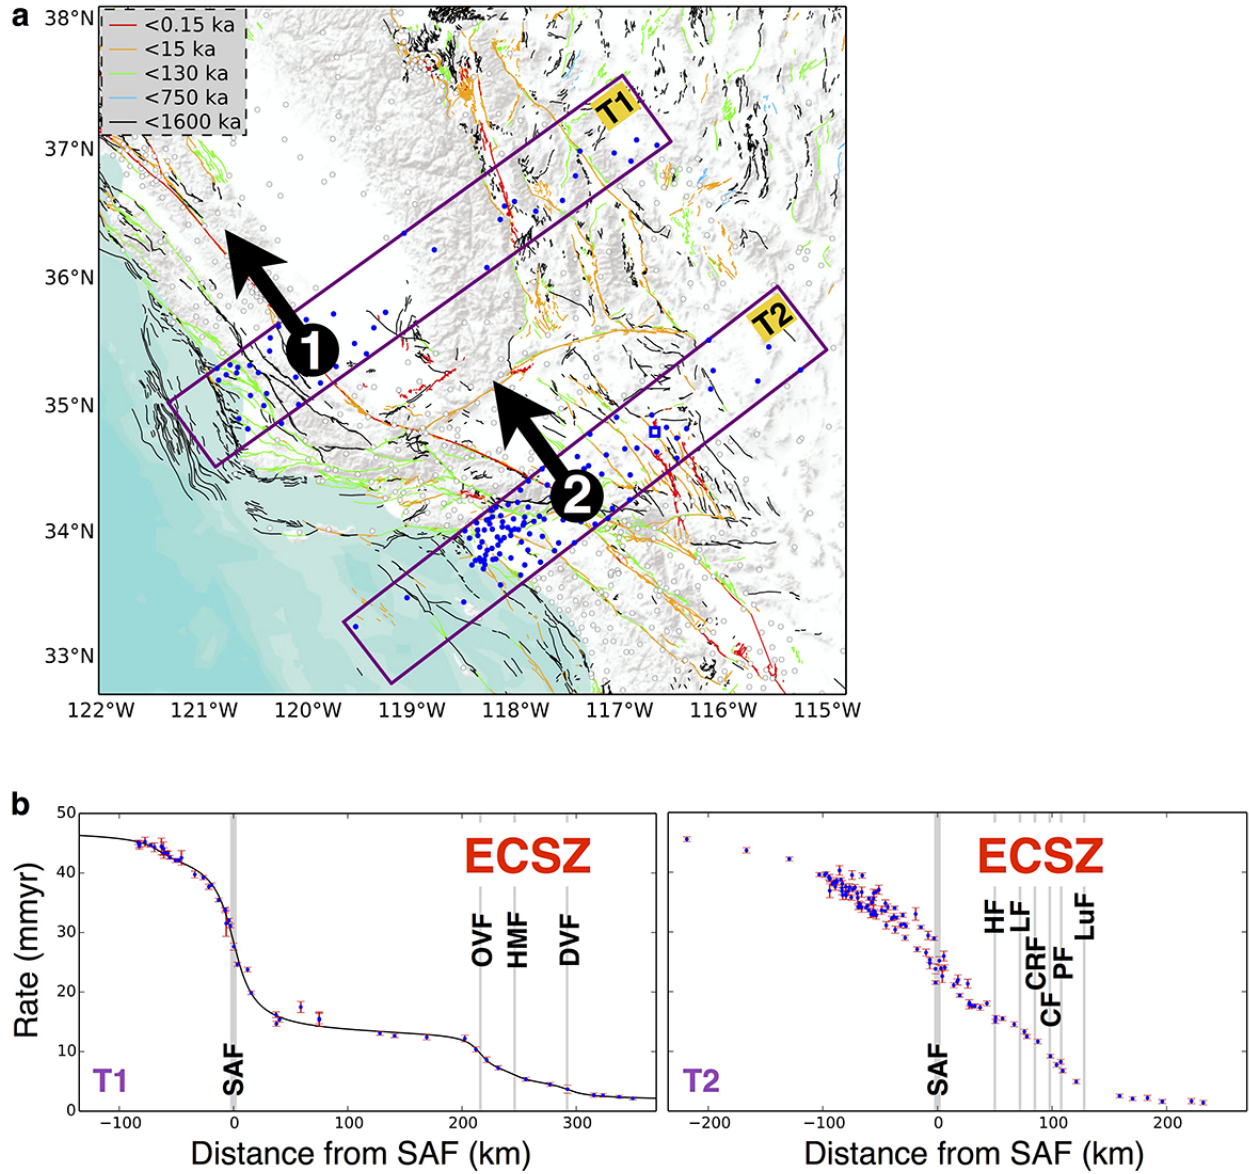 a
38°N
37°N
36°N
35°N
34°N
33°N
<0.15 ka
<15 ka
<130 ka
<750 ka
<1600 ka
T1
T2
1
2
122°W 121°W 120°W 119°W 118°W 117°W 116°W 115°W
b
Rate (mmyr)
50
40
30
20
10
0
ECSZ
OVF
HMF
DVF
SAF
T1
−100 0 100 200 300
Distance from SAF (km)
ECSZ
HF
LF
CRF
CF
PF
LuF
SAF
T2
−200 −100 0 100 200
Distance from SAF (km)